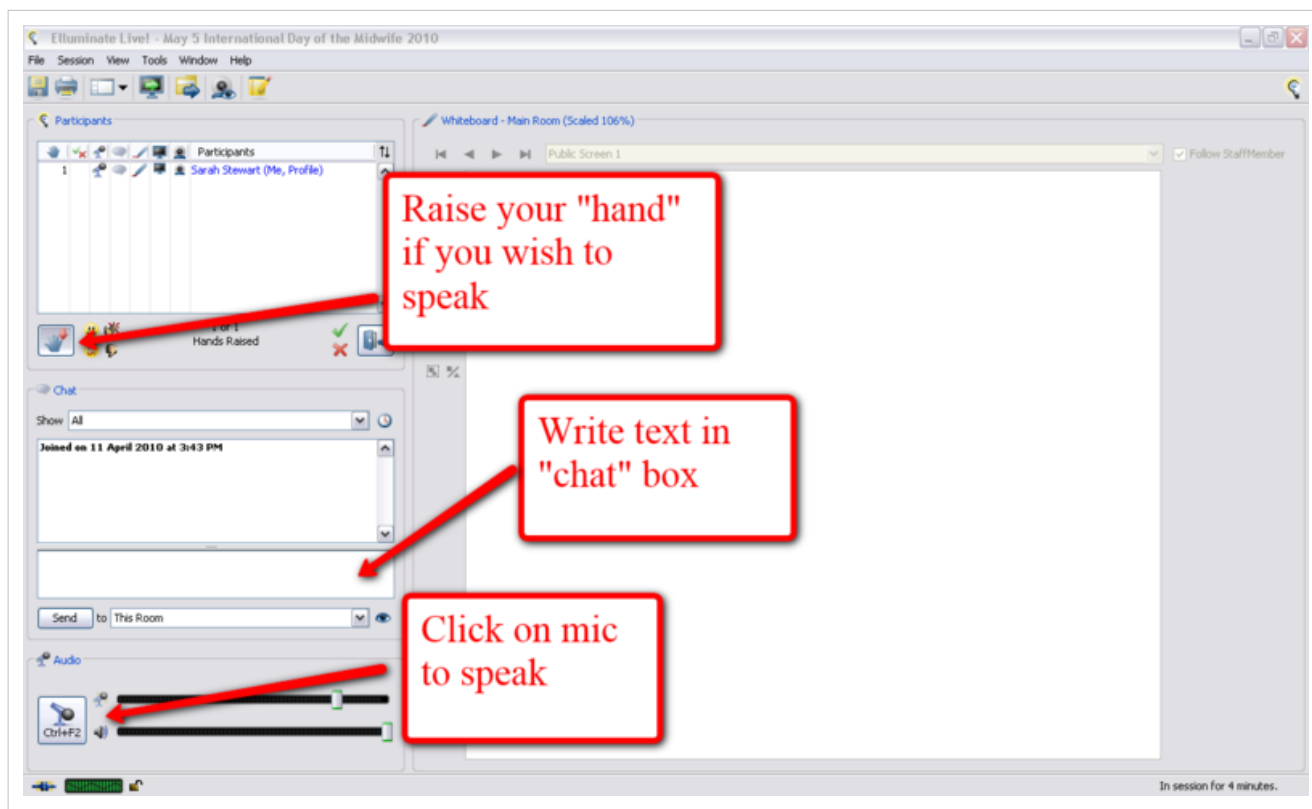 Elluminate Live! - May 5 International Day of the Midwife 2010
File Session View Tools Window Help
Participants
Participants
1 Sarah Stewart (Me, Profile)
Hands Raised
Chat
Show All
Joined on 11 April 2010 at 3:43 PM
Send to This Room
Audio
Ctrl+F2
Whiteboard - Main Room (Scaled 106%)
Public Screen 1
Follow StaffMember
Raise your "hand"
if you wish to
speak
Write text in
"chat" box
Click on mic
to speak
In session for 4 minutes.